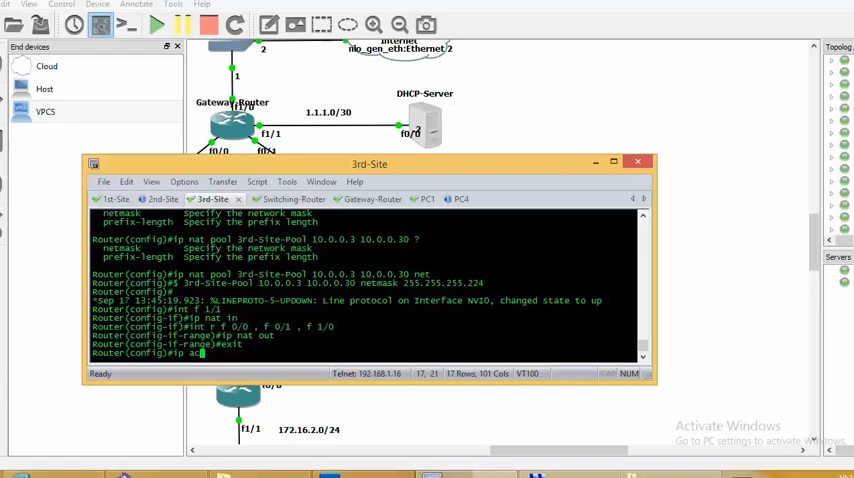 dit View Control Device Annotate Tools Help
End devices
Cloud
Host
VPCS
Internet
nio_gen_eth:Ethernet 2
2
1
DHCP-Server
Gateway-Router
f1/0
1.1.1.0/30
f1/1
f0/0
f0/0
f0/1
Topolog
Servers
3rd-Site
File Edit View Options Transfer Script Tools Window Help
1st-Site 2nd-Site 3rd-Site Switching-Router Gateway-Router PC1 PC4
netmask Specify the network mask
prefix-length Specify the prefix length
Router(config)#ip nat pool 3rd-Site-Pool 10.0.0.3 10.0.0.30 ?
netmask Specify the network mask
prefix-length Specify the prefix length
Router(config)#ip nat pool 3rd-Site-Pool 10.0.0.3 10.0.0.30 net
Router(config)#$ 3rd-Site-Pool 10.0.0.3 10.0.0.30 netmask 255.255.255.224
Router(config)#
*Sep 17 13:45:19.923: %LINEPROTO-5-UPDOWN: Line protocol on Interface NVI0, changed state to up
Router(config)#int f 1/1
Router(config-if)#ip nat in
Router(config-if)#int r f 0/0 , f 0/1 , f 1/0
Router(config-if-range)#ip nat out
Router(config-if-range)#exit
Router(config)#ip ac
Ready Telnet: 192.168.1.16 17, 21 17 Rows, 101 Cols VT100 CAP NUM
f0/0
f1/1
172.16.2.0/24
Activate Windows
Go to PC settings to activate Windows.